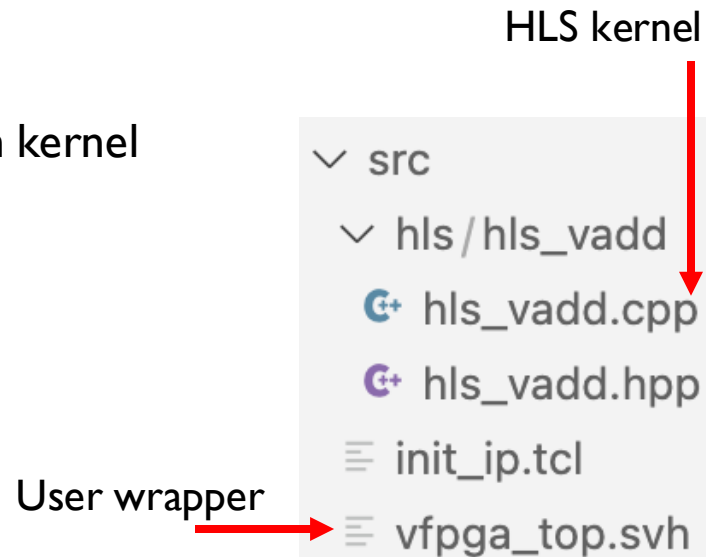 HLS kernel
kernel
src
hls/hls_vadd
hls_vadd.cpp
hls_vadd.hpp
init_ip.tcl
User wrapper
vfpga_top.svh